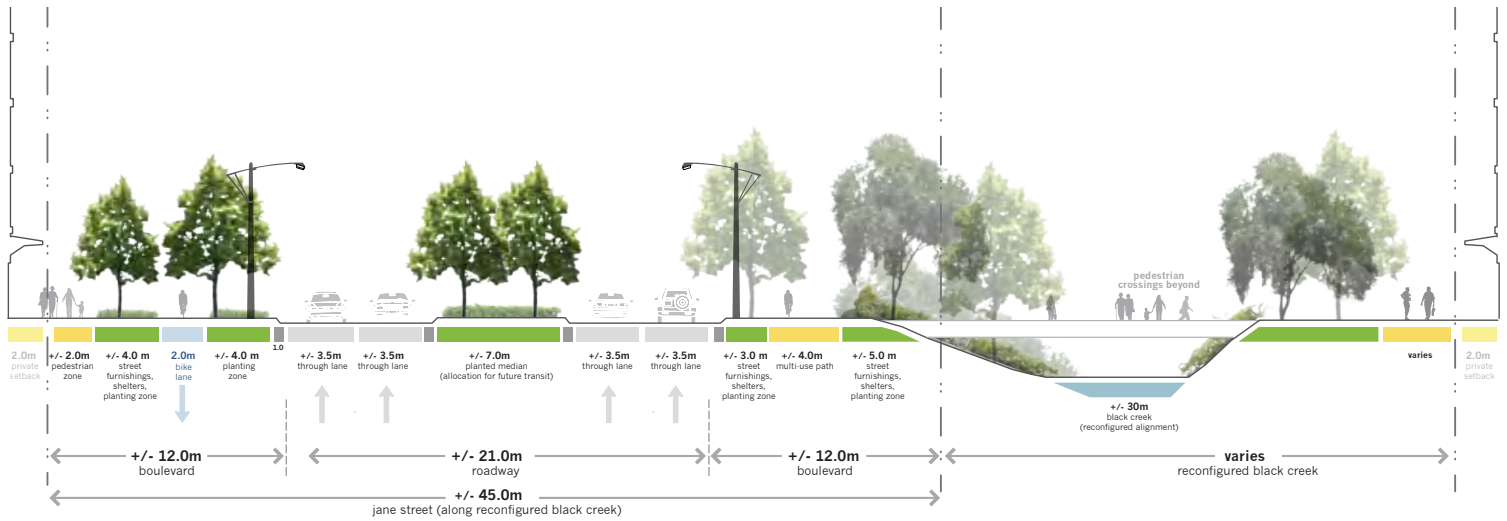 pedestrian
crossings beyond
2.0m
private
setback
+/- 2.0m
pedestrian
zone
+/- 4.0 m
street
furnishings,
shelters,
planting zone
2.0m
bike
lane
+/- 4.0 m
planting
zone
1.0
+/- 3.5m
through lane
+/- 3.5m
through lane
+/- 7.0m
planted median
(allocation for future transit)
+/- 3.5m
through lane
+/- 3.5m
through lane
+/- 3.0 m
street
furnishings,
shelters,
planting zone
+/- 4.0m
multi-use path
+/- 5.0 m
street
furnishings,
shelters,
planting zone
+/- 30m
black creek
(reconfigured alignment)
varies
2.0m
private
setback
+/- 12.0m
boulevard
+/- 21.0m
roadway
+/- 12.0m
boulevard
varies
reconfigured black creek
+/- 45.0m
jane street (along reconfigured black creek)